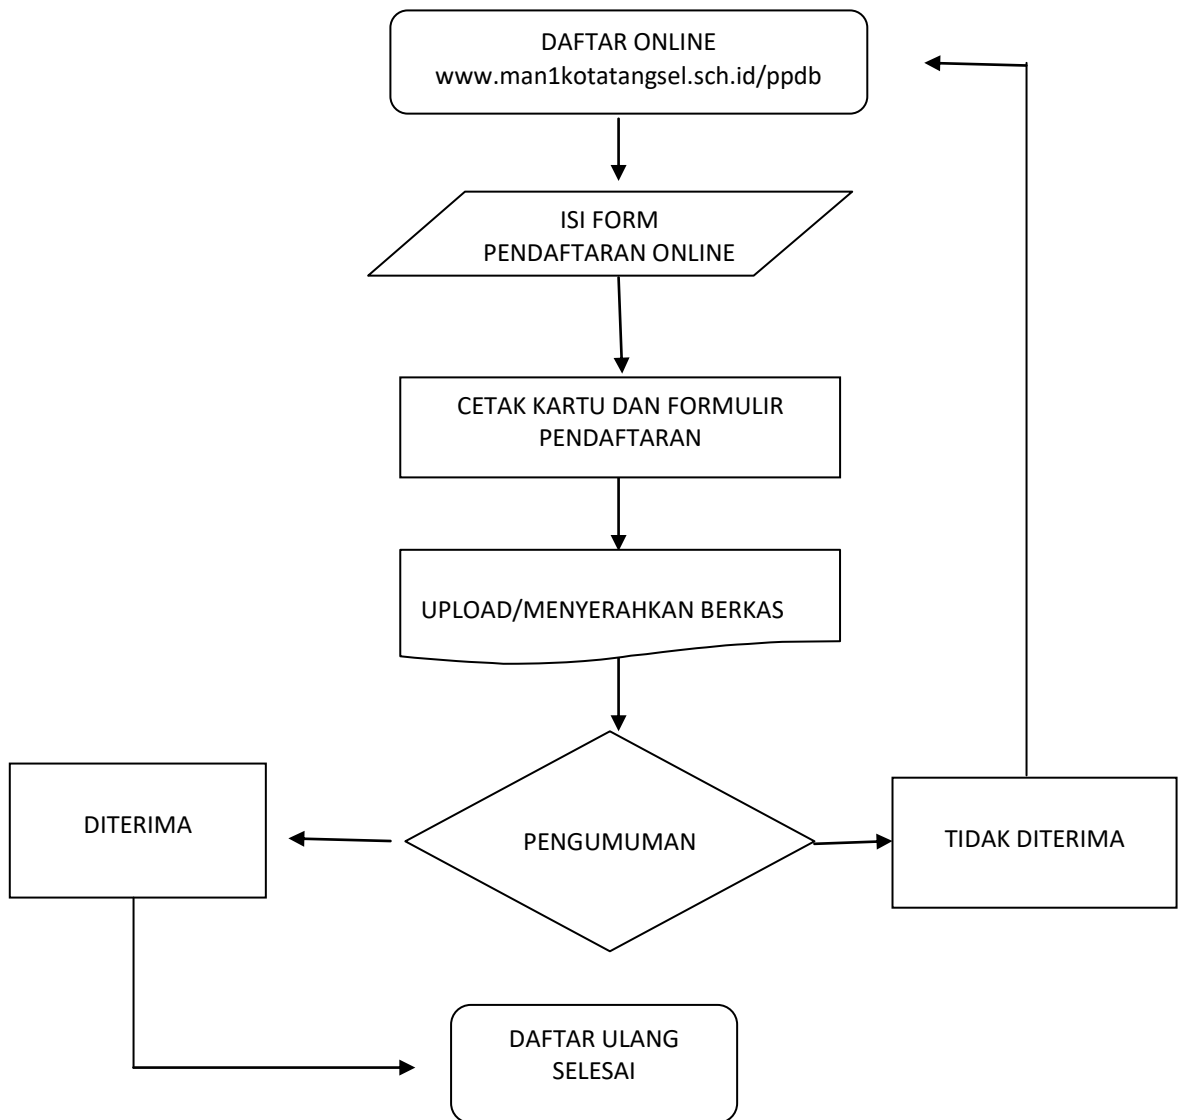 DAFTAR ONLINE
www.man1kotatangsel.sch.id/ppdb
ISI FORM
PENDAFTARAN ONLINE
CETAK KARTU DAN FORMULIR
PENDAFTARAN
UPLOAD/MENYERAHKAN BERKAS
DITERIMA
PENGUMUMAN
TIDAK DITERIMA
DAFTAR ULANG
SELESAI